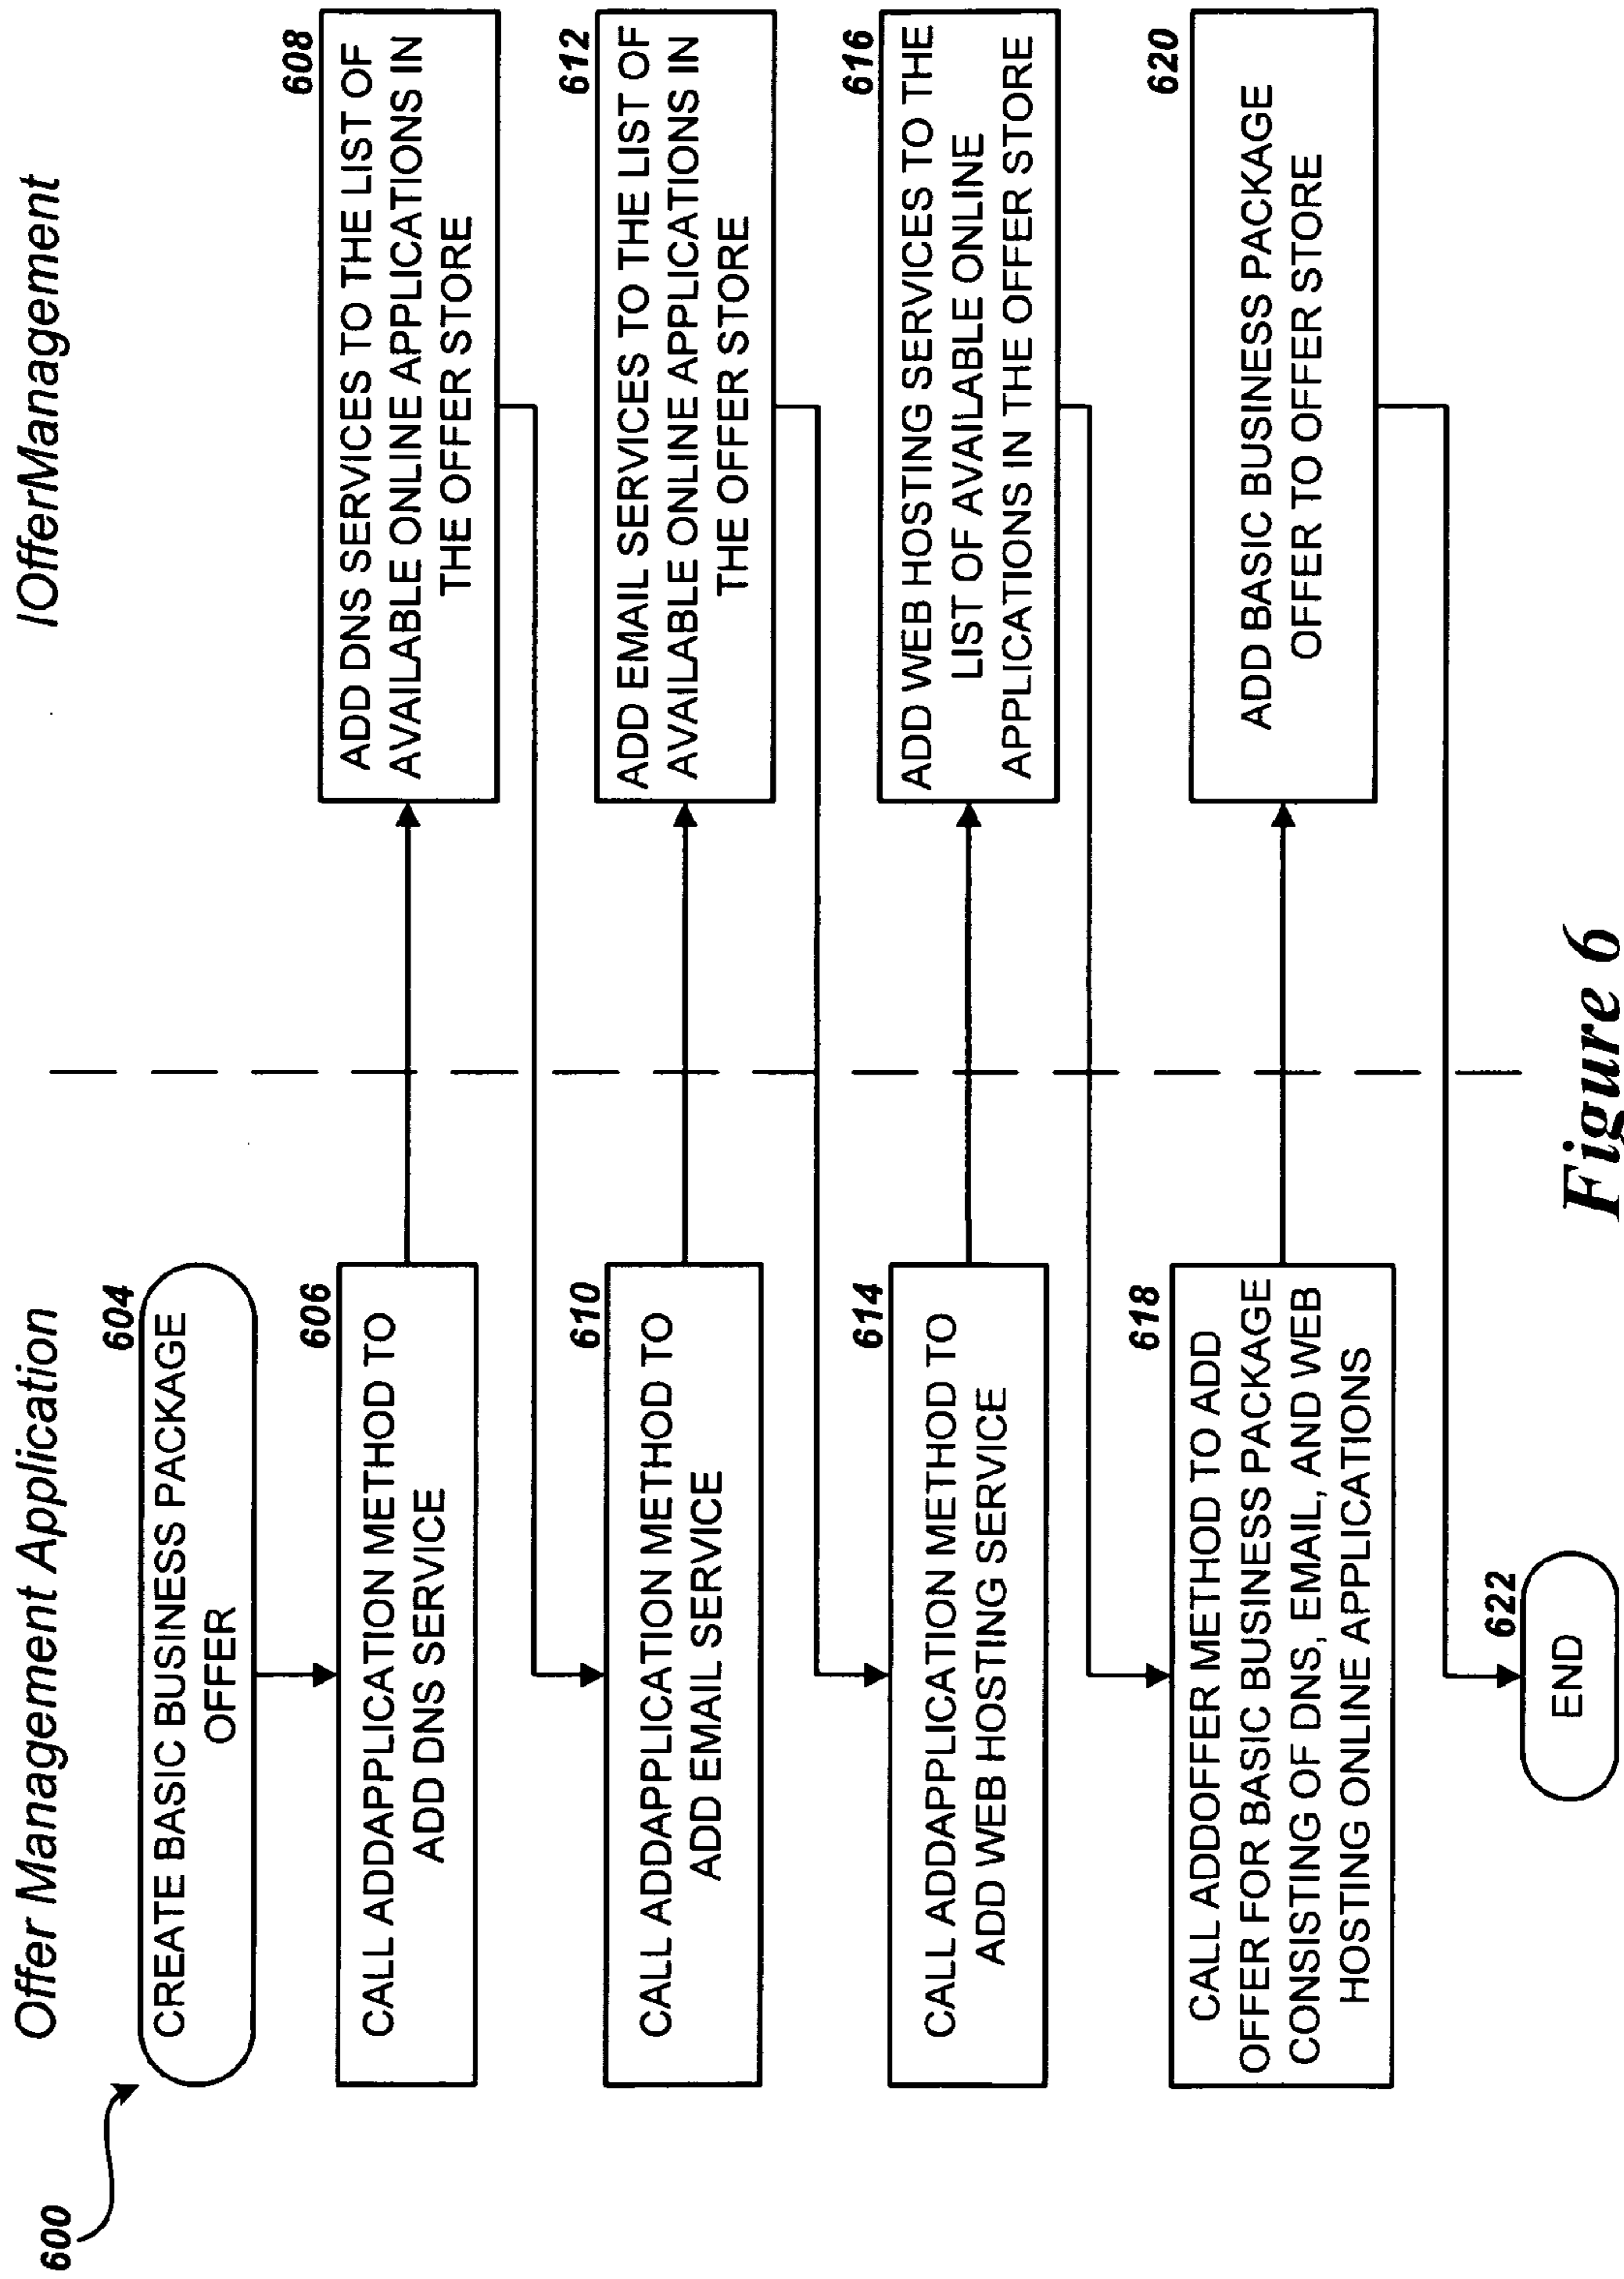 Offer Management Application
IOfferManagement
600
604
CREATE BASIC BUSINESS PACKAGE
OFFER
606
CALL ADDAPPLICATION METHOD TO
ADD DNS SERVICE
608
ADD DNS SERVICES TO THE LIST OF
AVAILABLE ONLINE APPLICATIONS IN
THE OFFER STORE
610
CALL ADDAPPLICATION METHOD TO
ADD EMAIL SERVICE
612
ADD EMAIL SERVICES TO THE LIST OF
AVAILABLE ONLINE APPLICATIONS IN
THE OFFER STORE
614
CALL ADDAPPLICATION METHOD TO
ADD WEB HOSTING SERVICE
616
ADD WEB HOSTING SERVICES TO THE
LIST OF AVAILABLE ONLINE
APPLICATIONS IN THE OFFER STORE
618
CALL ADDOFFER METHOD TO ADD
OFFER FOR BASIC BUSINESS PACKAGE
CONSISTING OF DNS, EMAIL, AND WEB
HOSTING ONLINE APPLICATIONS
620
ADD BASIC BUSINESS PACKAGE
OFFER TO OFFER STORE
622
END
Figure 6